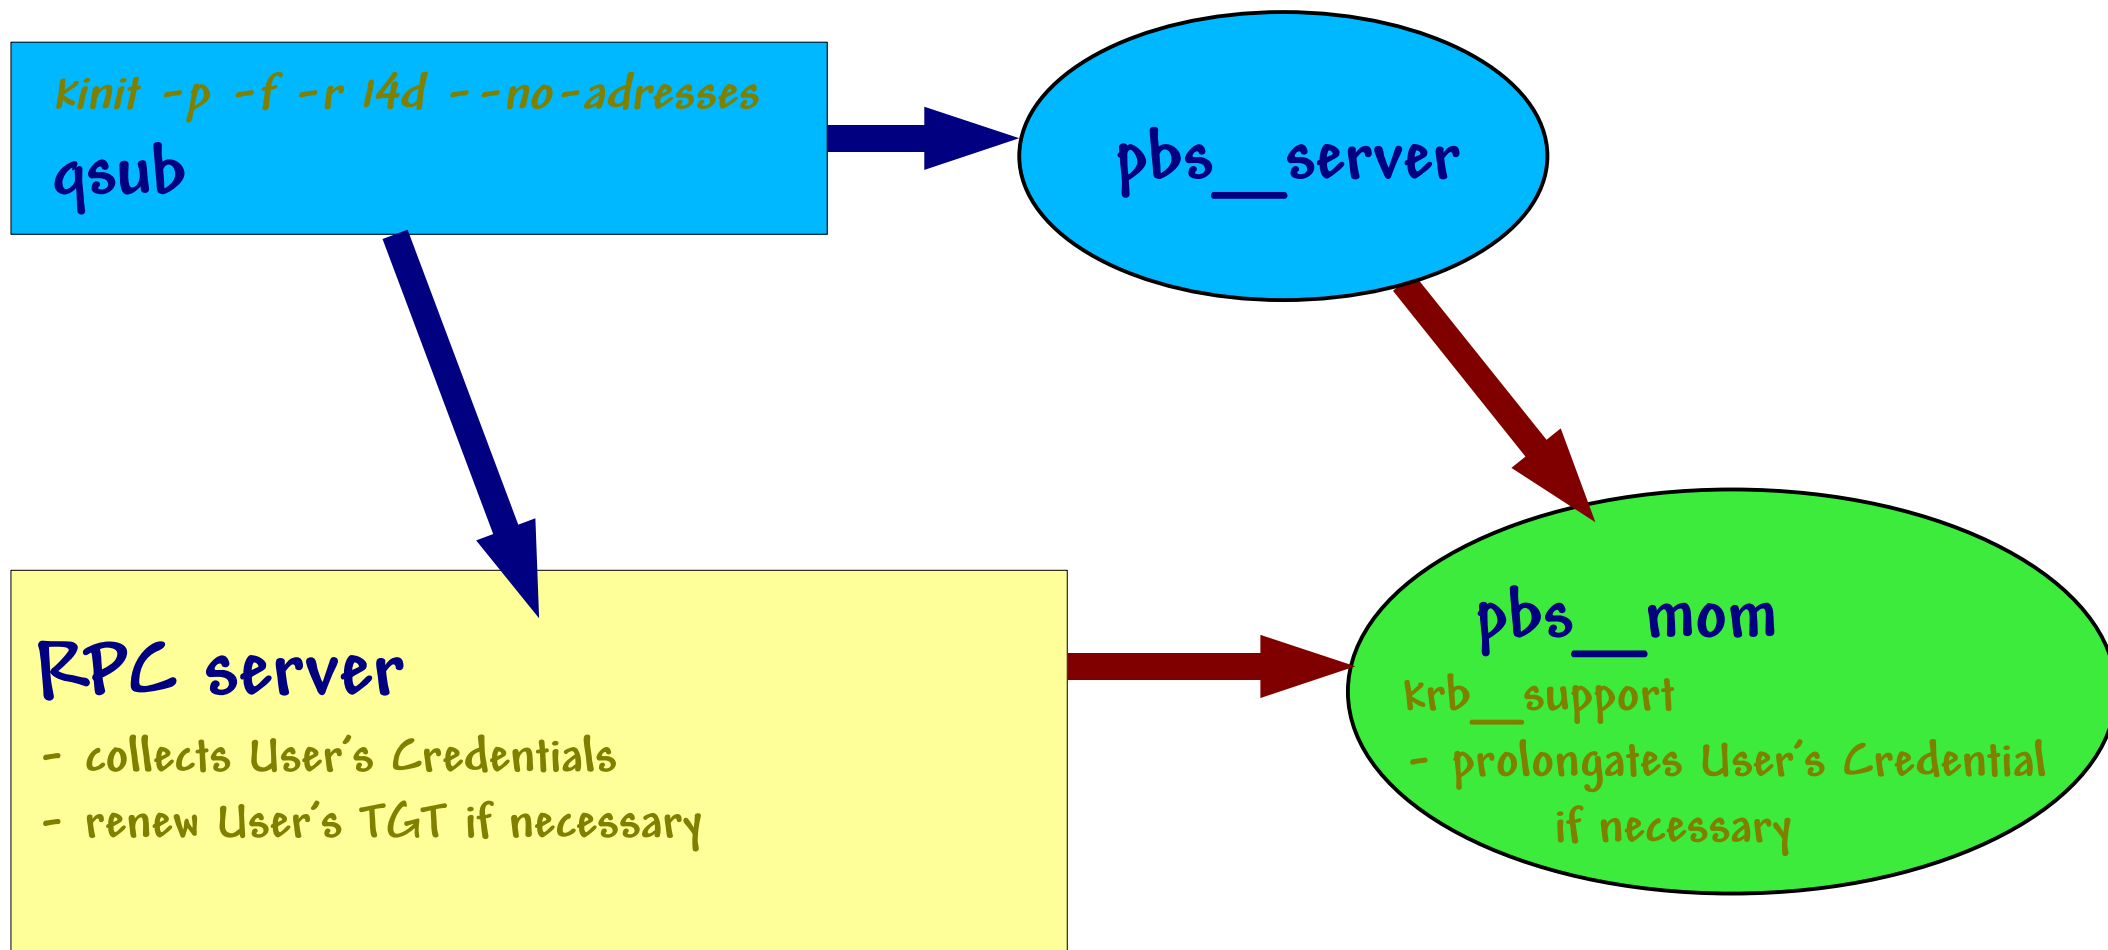 kinit -p -f -r 14d --no-adresses
qsub
pbs_server
RPC server
- collects User's Credentials
- renew User's TGT if necessary
pbs_mom
krb_support
- prolongates User's Credential
if necessary